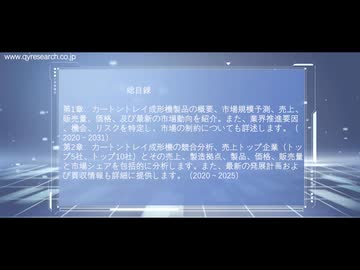 www.qyresearch.co.jp
総目録
第1章　カートントレイ成形機製品の概要、市場規模予測、売上、
販売量、価格、及び最新の市場動向を紹介。また、業界推進要因
、機会、リスクを特定し、市場の制約についても詳述します。（
2020～2031）
第2章　カートントレイ成形機の競合分析、売上トップ企業（トッ
プ5社、トップ10社）とその売上、製造拠点、製品、価格、販売量
と市場シェアを包括的に分析します。また、最新の発展計画およ
び買収情報も詳細に提供します。（2020～2025）